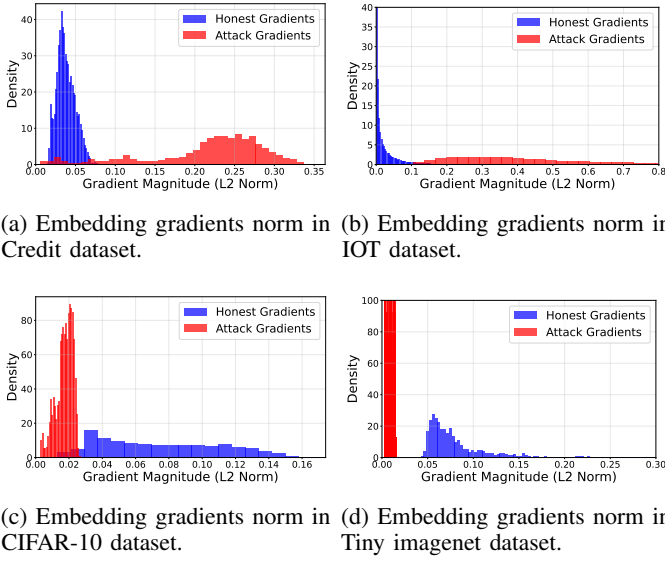 Honest Gradients
Attack Gradients
40
30
20
10
0
Density
0.00 0.05 0.10 0.15 0.20 0.25 0.30 0.35
Gradient Magnitude (L2 Norm)
(a) Embedding gradients norm in
Credit dataset.
Honest Gradients
Attack Gradients
40
35
30
25
20
15
10
5
0
Density
0.0 0.1 0.2 0.3 0.4 0.5 0.6 0.7 0.8
Gradient Magnitude (L2 Norm)
(b) Embedding gradients norm in
IOT dataset.
Honest Gradients
Attack Gradients
80
60
40
20
0
Density
0.00 0.02 0.04 0.06 0.08 0.10 0.12 0.14 0.16
Gradient Magnitude (L2 Norm)
(c) Embedding gradients norm in
CIFAR-10 dataset.
Honest Gradients
Attack Gradients
100
80
60
40
20
0
Density
0.00 0.05 0.10 0.15 0.20 0.25 0.30
Gradient Magnitude (L2 Norm)
(d) Embedding gradients norm in
Tiny imagenet dataset.